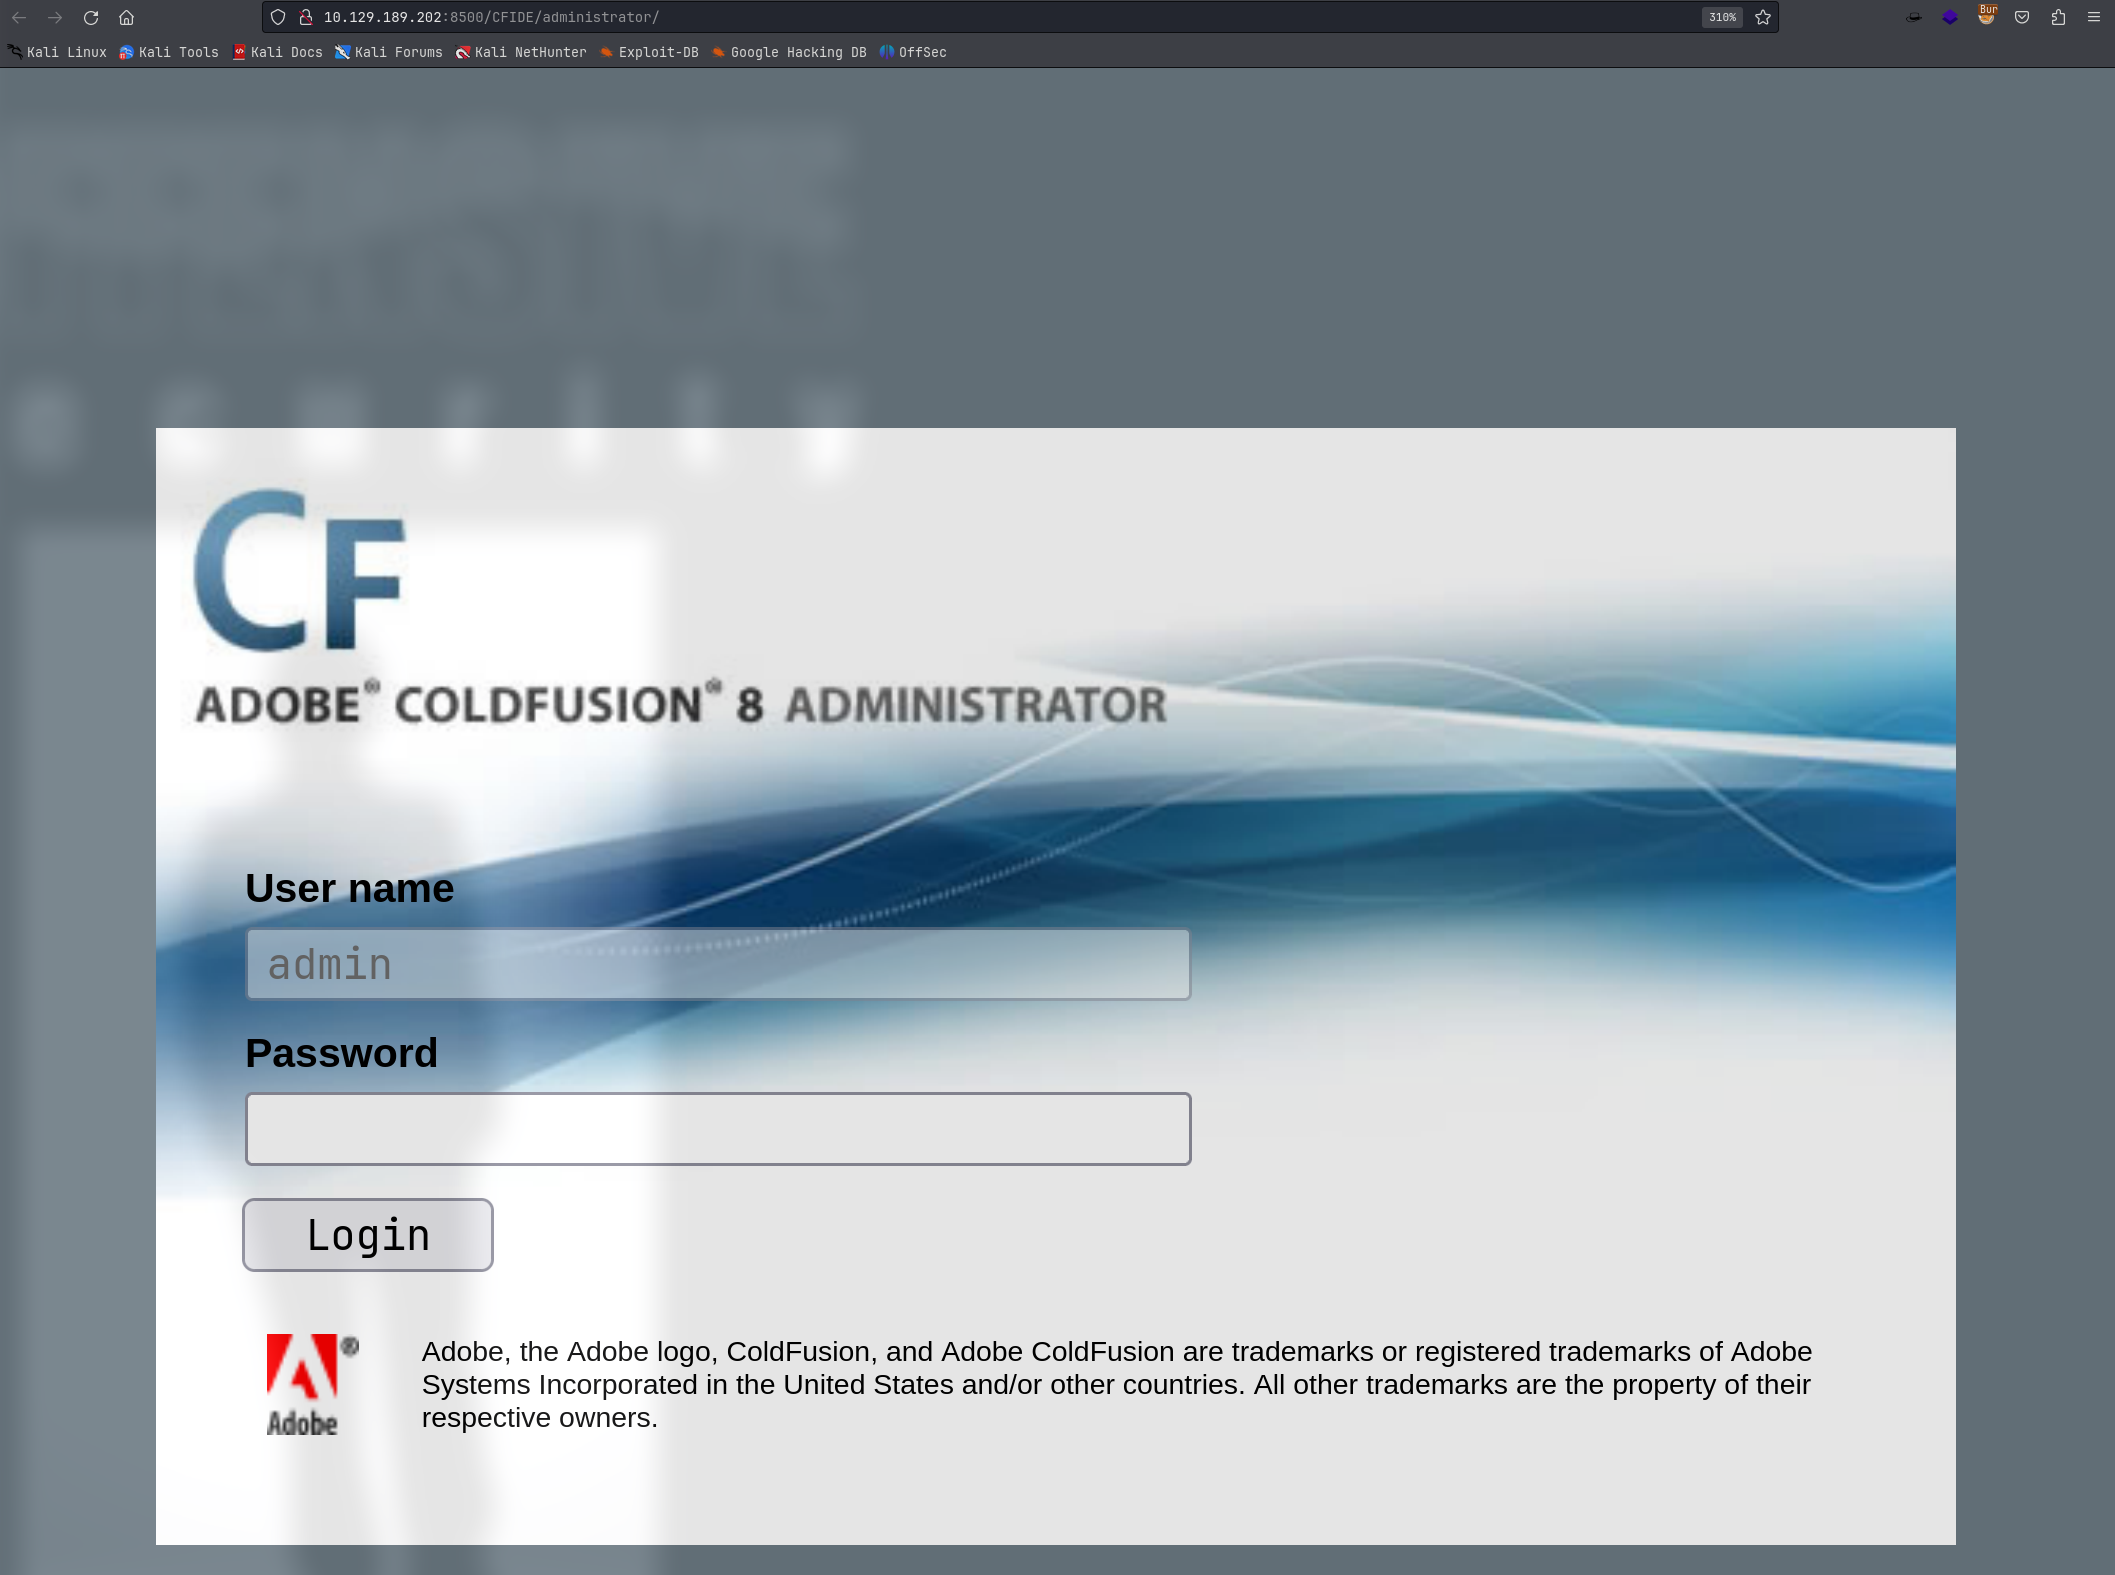 10.129.189.202:8500/CFIDE/administrator/
310%
Bur
Kali Linux Kali Tools Kali Docs Kali Forums Kali NetHunter Exploit-DB Google Hacking DB OffSec
CF
ADOBE® COLDFUSION® 8 ADMINISTRATOR
User name
admin
Password
Login
Adobe, the Adobe logo, ColdFusion, and Adobe ColdFusion are trademarks or registered trademarks of Adobe
Systems Incorporated in the United States and/or other countries. All other trademarks are the property of their
respective owners.
®
Adobe